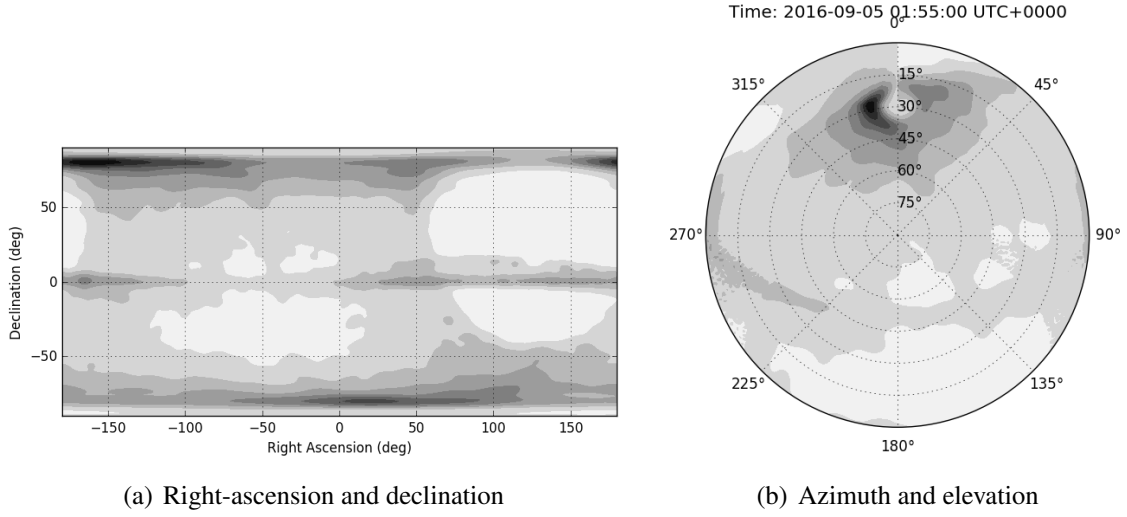 Time: 2016-09-05 01:55:00 UTC+0000
0°
15°
315°
45°
30°
45°
60°
75°
270°
90°
225°
135°
180°
50
0
−50
Declination (deg)
−150 −100 −50 0 50 100 150
Right Ascension (deg)
(a) Right-ascension and declination
(b) Azimuth and elevation